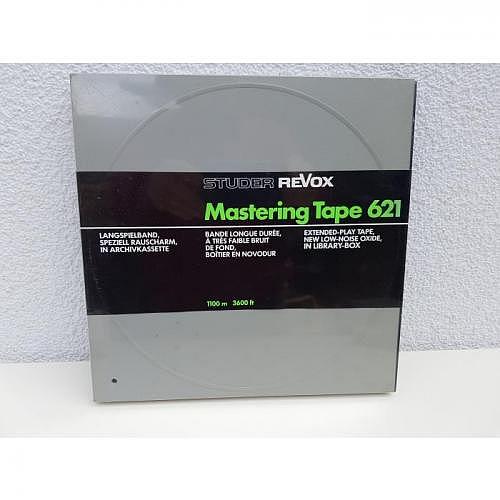 STUDER REVOX
Mastering Tape 621
LANGSPIELBAND,
SPEZIELL RAUSCHARM,
IN ARCHIVKASSETTE
BANDE LONGUE DURÉE,
À TRÈS FAIBLE BRUIT
DE FOND,
BOÎTIER EN NOVODUR
EXTENDED-PLAY TAPE,
NEW LOW-NOISE OXIDE,
IN LIBRARY-BOX
1100 m 3600 ft